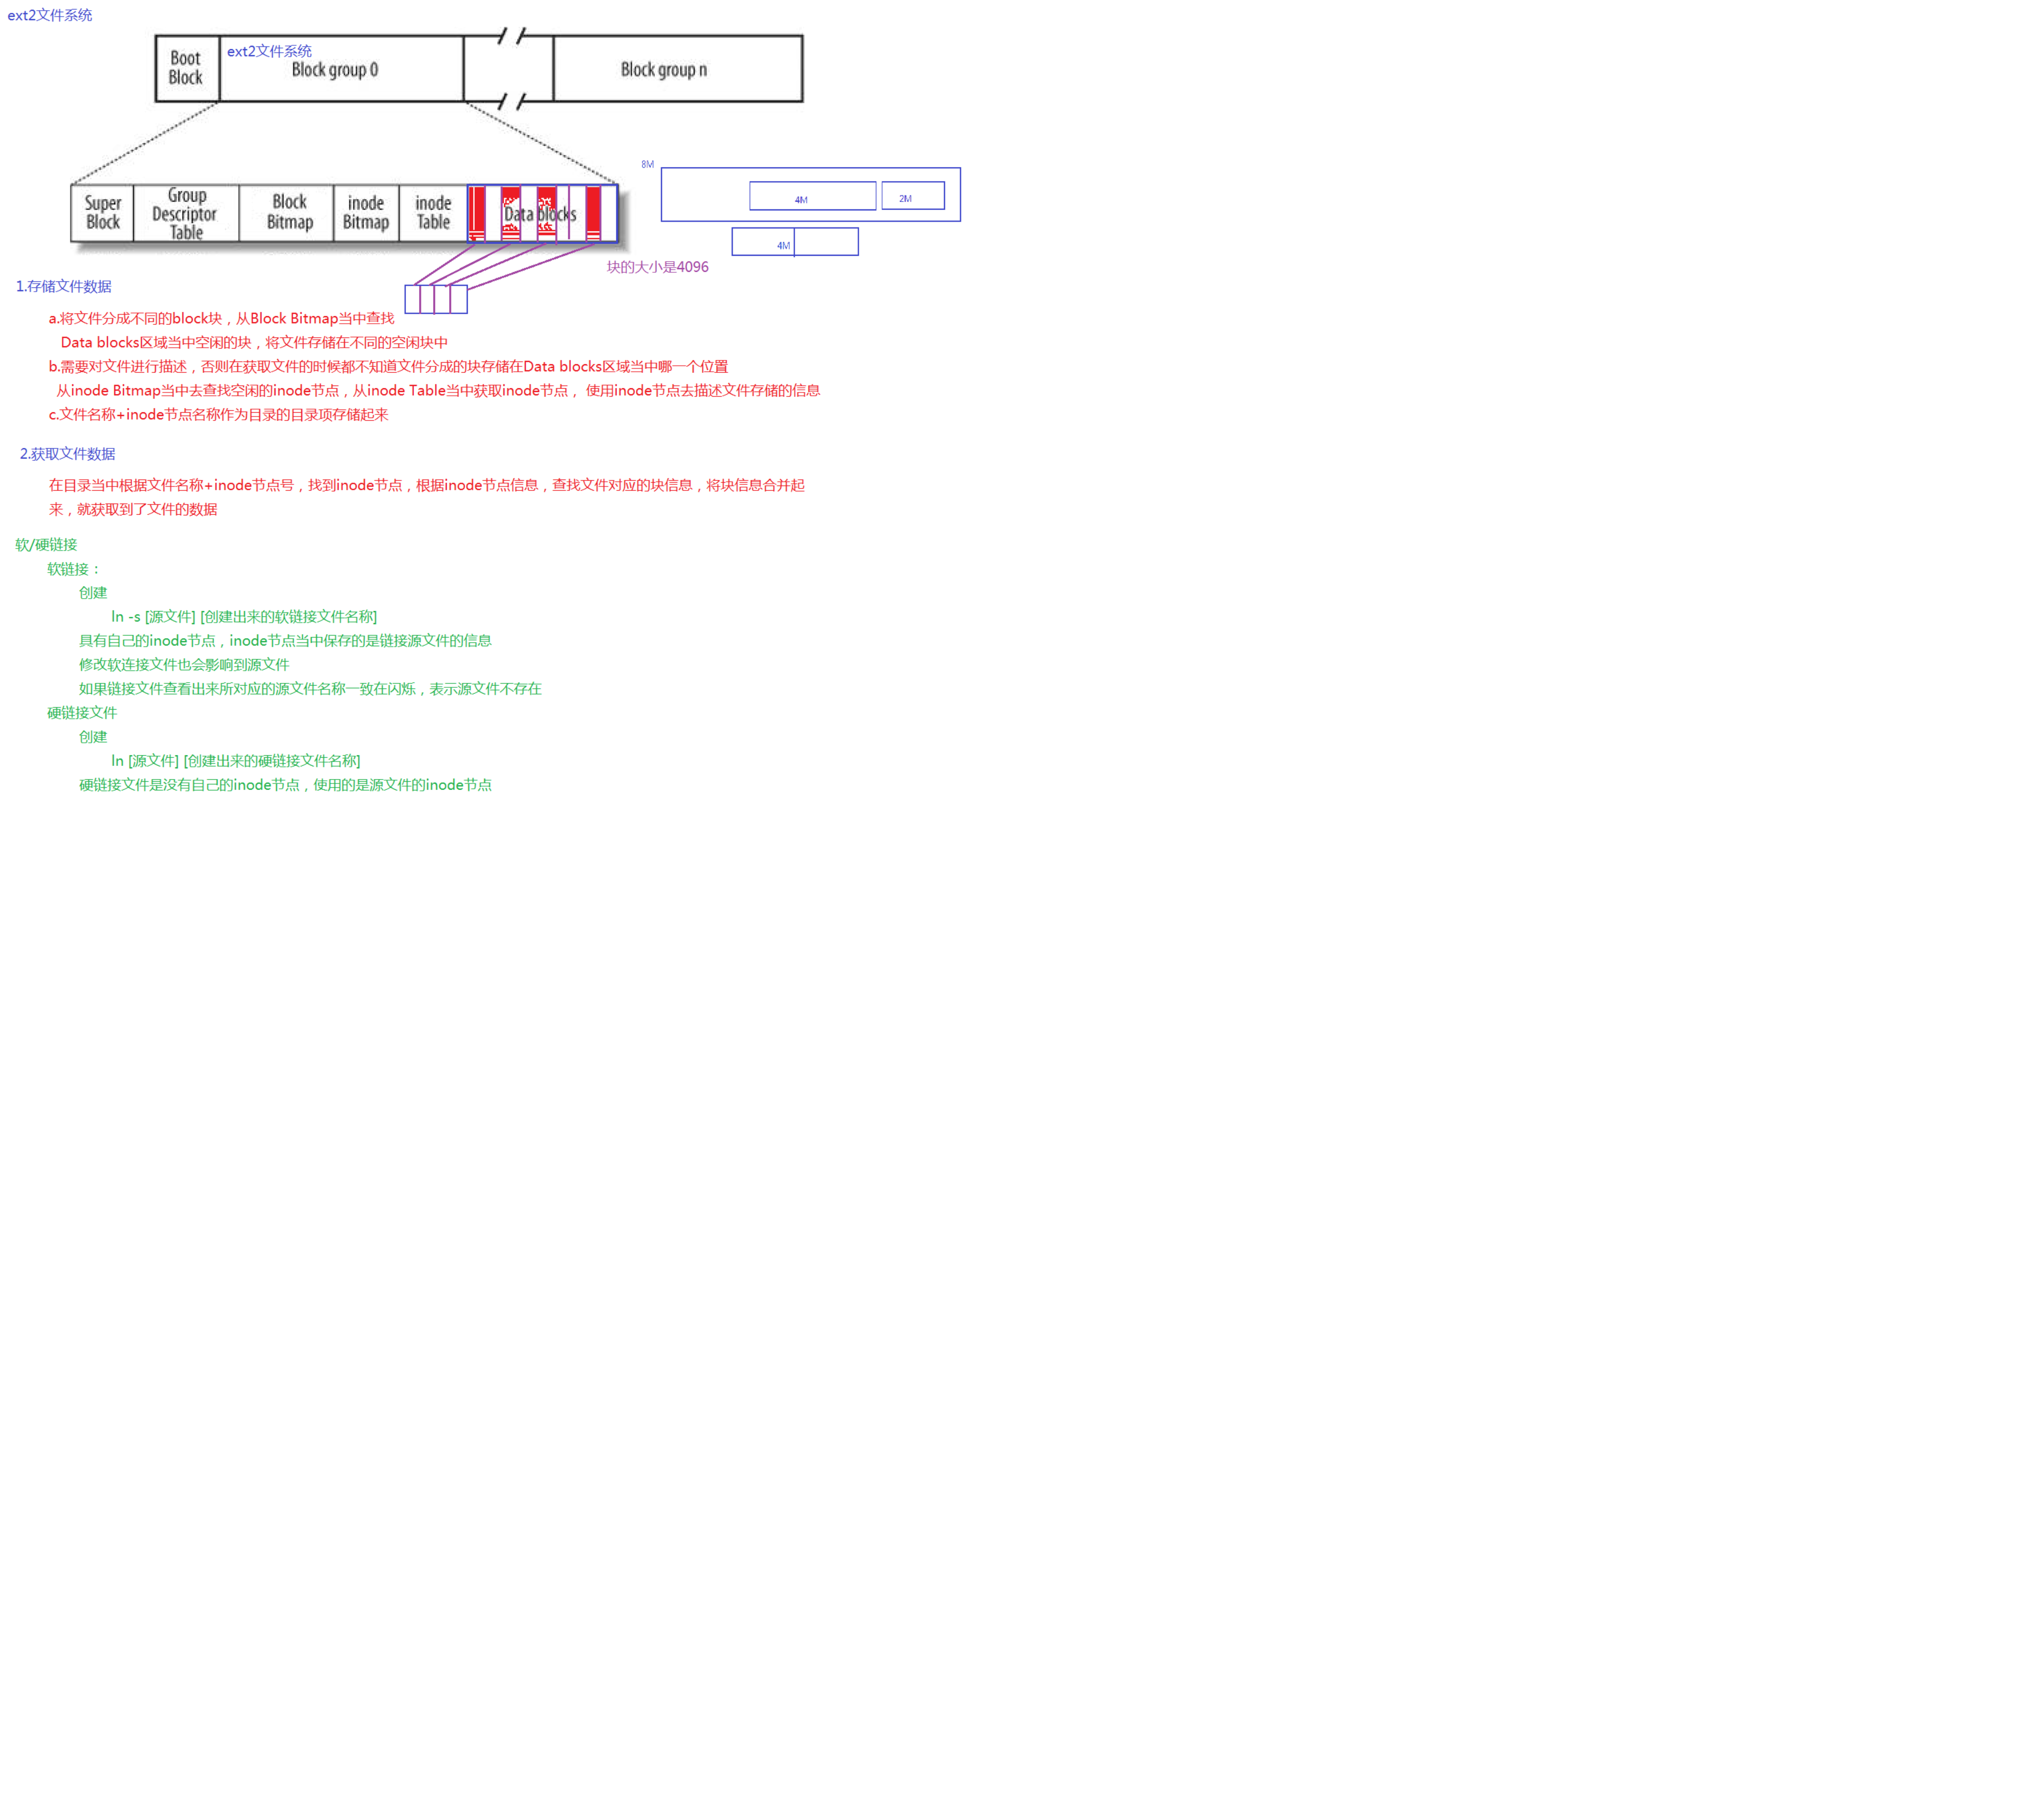 ext2文件系统
Boot
Block
ext2文件系统
Block group 0
Block group n
Super
Block
Group
Descriptor
Table
Block
Bitmap
inode
Bitmap
inode
Table
Data blocks
8M
4M
2M
4M
块的大小是4096
1.存储文件数据
a.将文件分成不同的block块，从Block Bitmap当中查找
Data blocks区域当中空闲的块，将文件存储在不同的空闲块中
b.需要对文件进行描述，否则在获取文件的时候都不知道文件分成的块存储在Data blocks区域当中哪一个位置
从inode Bitmap当中去查找空闲的inode节点，从inode Table当中获取inode节点， 使用inode节点去描述文件存储的信息
c.文件名称+inode节点名称作为目录的目录项存储起来
2.获取文件数据
在目录当中根据文件名称+inode节点号，找到inode节点，根据inode节点信息，查找文件对应的块信息，将块信息合并起
来，就获取到了文件的数据
软/硬链接
软链接：
创建
ln -s [源文件] [创建出来的软链接文件名称]
具有自己的inode节点，inode节点当中保存的是链接源文件的信息
修改软连接文件也会影响到源文件
如果链接文件查看出来所对应的源文件名称一致在闪烁，表示源文件不存在
硬链接文件
创建
ln [源文件] [创建出来的硬链接文件名称]
硬链接文件是没有自己的inode节点，使用的是源文件的inode节点